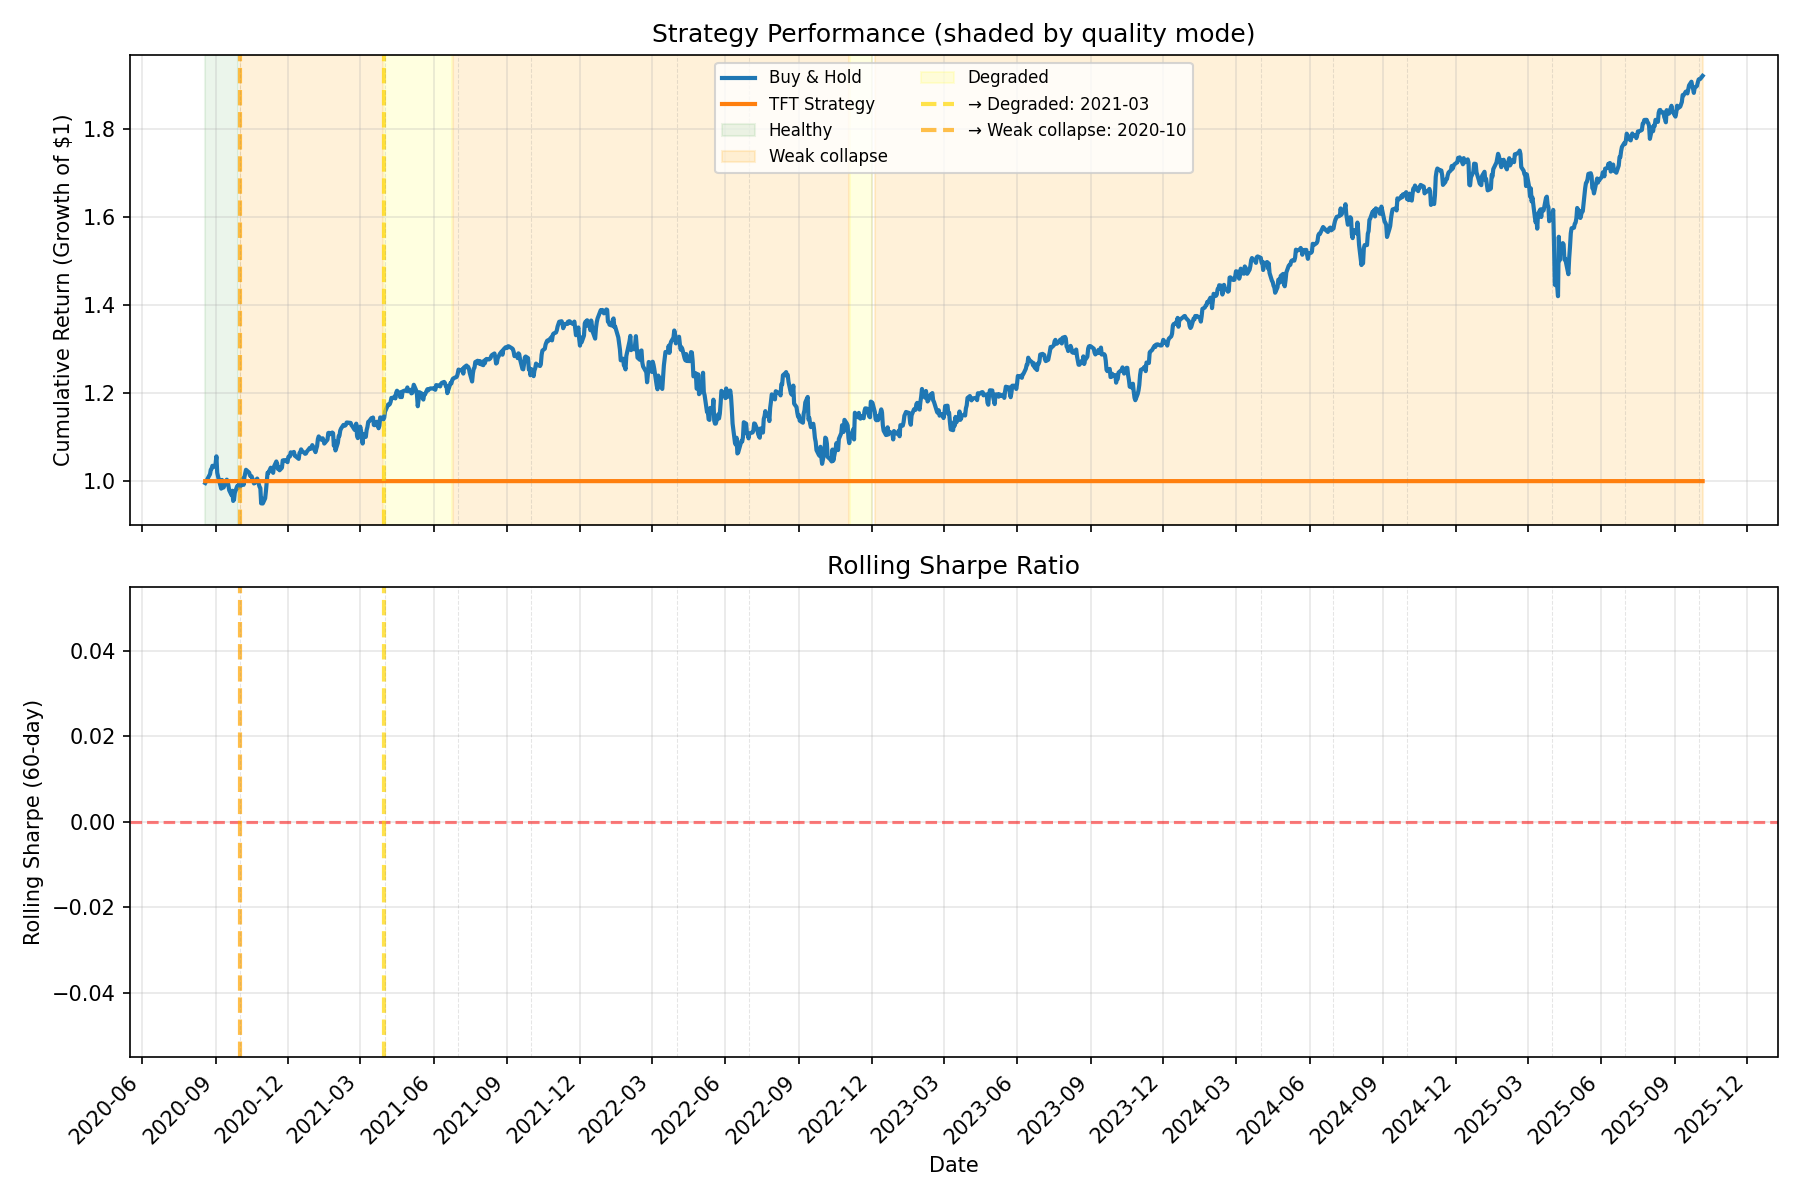 Strategy Performance (shaded by quality mode)
Cumulative Return (Growth of $1)
1.8
1.6
1.4
1.2
1.0
Buy & Hold
TFT Strategy
Healthy
Weak collapse
Degraded
→ Degraded: 2021-03
→ Weak collapse: 2020-10
Rolling Sharpe Ratio
Rolling Sharpe (60-day)
0.04
0.02
0.00
−0.02
−0.04
2020-06
2020-09
2020-12
2021-03
2021-06
2021-09
2021-12
2022-03
2022-06
2022-09
2022-12
2023-03
2023-06
2023-09
2023-12
2024-03
2024-06
2024-09
2024-12
2025-03
2025-06
2025-09
2025-12
Date